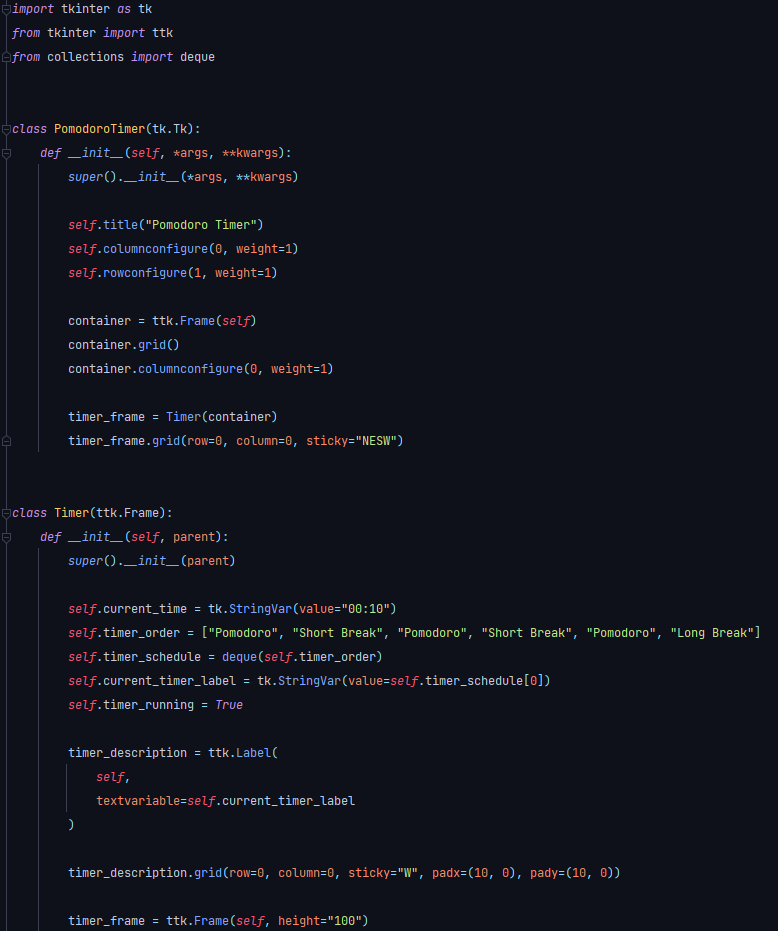 import tkinter as tk
from tkinter import ttk
from collections import deque
class PomodoroTimer(tk.Tk):
def __init__(self, *args, **kwargs):
super().__init__(*args, **kwargs)
self.title("Pomodoro Timer")
self.columnconfigure(0, weight=1)
self.rowconfigure(1, weight=1)
container = ttk.Frame(self)
container.grid()
container.columnconfigure(0, weight=1)
timer_frame = Timer(container)
timer_frame.grid(row=0, column=0, sticky="NESW")
class Timer(ttk.Frame):
def __init__(self, parent):
super().__init__(parent)
self.current_time = tk.StringVar(value="00:10")
self.timer_order = ["Pomodoro", "Short Break", "Pomodoro", "Short Break", "Pomodoro", "Long Break"]
self.timer_schedule = deque(self.timer_order)
self.current_timer_label = tk.StringVar(value=self.timer_schedule[0])
self.timer_running = True
timer_description = ttk.Label(
self,
textvariable=self.current_timer_label
)
timer_description.grid(row=0, column=0, sticky="W", padx=(10, 0), pady=(10, 0))
timer_frame = ttk.Frame(self, height="100")